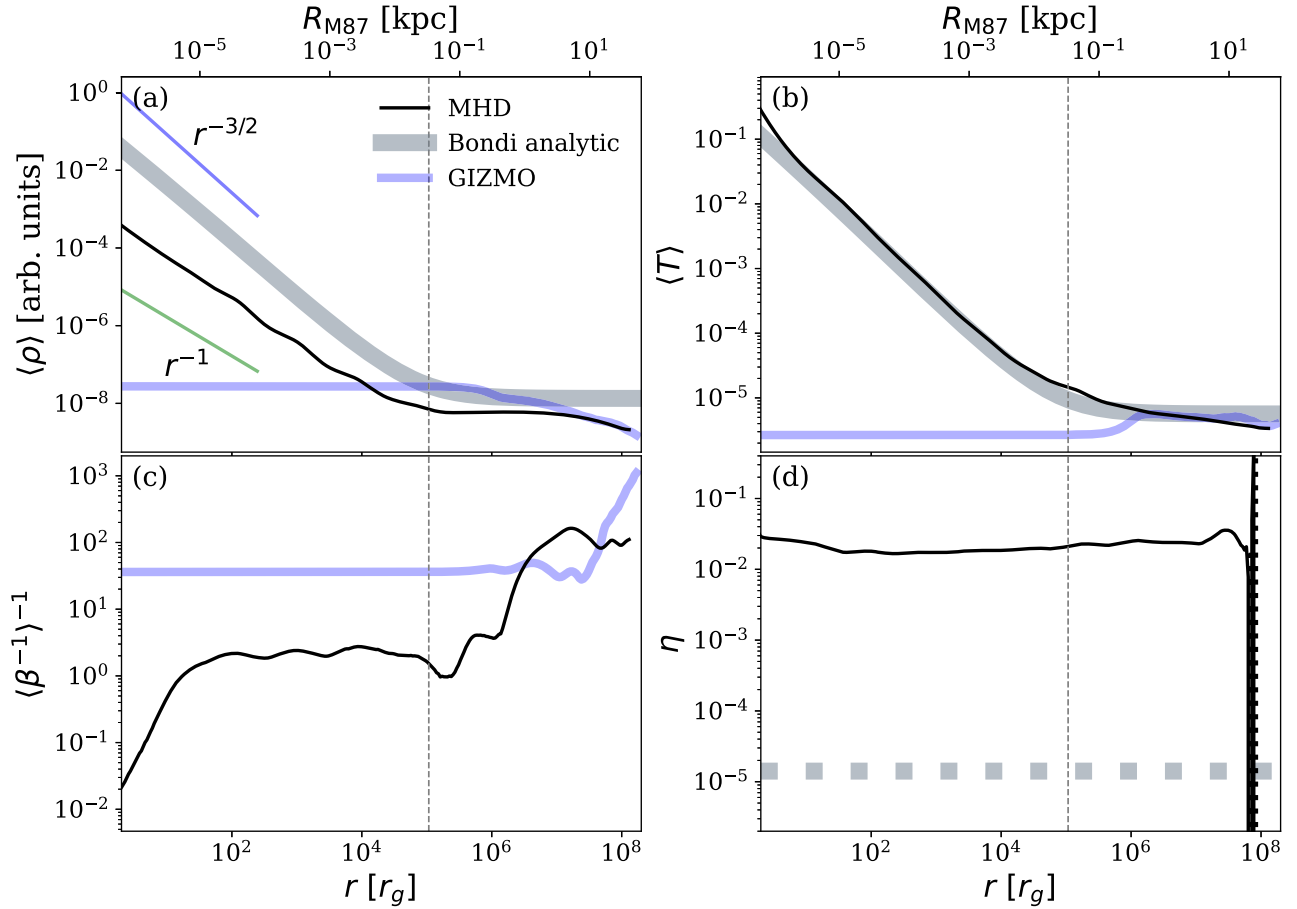 R_M87 [kpc]
R_M87 [kpc]
10^-5 10^-3 10^-1 10^1
10^-5 10^-3 10^-1 10^1
(a)
r^{-3/2}
r^{-1}
MHD
Bondi analytic
GIZMO
⟨ρ⟩ [arb. units]
10^0
10^-2
10^-4
10^-6
10^-8
(b)
⟨T⟩
10^-1
10^-2
10^-3
10^-4
10^-5
(c)
⟨β^{-1}⟩^{-1}
10^3
10^2
10^1
10^0
10^-1
10^-2
10^2 10^4 10^6 10^8
r [r_g]
(d)
η
10^-1
10^-2
10^-3
10^-4
10^-5
10^2 10^4 10^6 10^8
r [r_g]